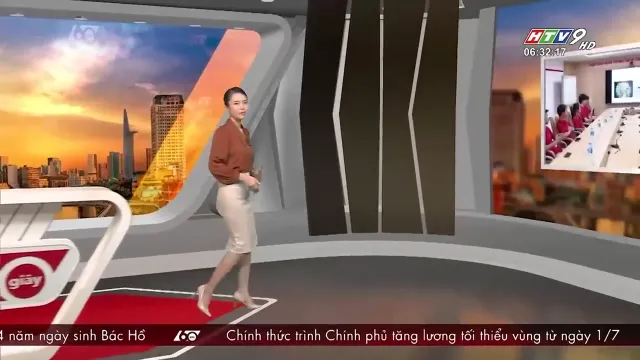 HTV9 HD
06:32:17
giây
4 năm ngày sinh Bác Hồ 60 Chính thức trình Chính phủ tăng lương tối thiểu vùng từ ngày 1/7